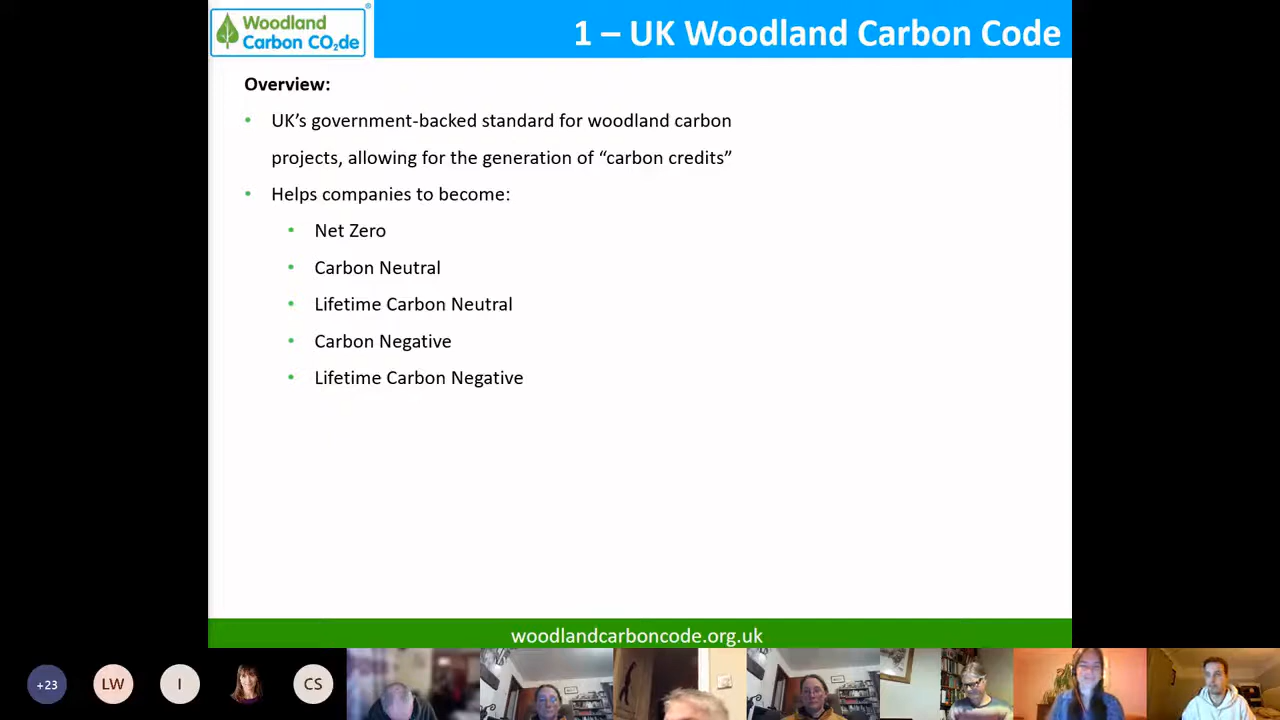 Woodland
Carbon CO2de
®
1 – UK Woodland Carbon Code
Overview:
• UK’s government-backed standard for woodland carbon
projects, allowing for the generation of “carbon credits”
• Helps companies to become:
• Net Zero
• Carbon Neutral
• Lifetime Carbon Neutral
• Carbon Negative
• Lifetime Carbon Negative
woodlandcarboncode.org.uk
+23
LW
I
CS